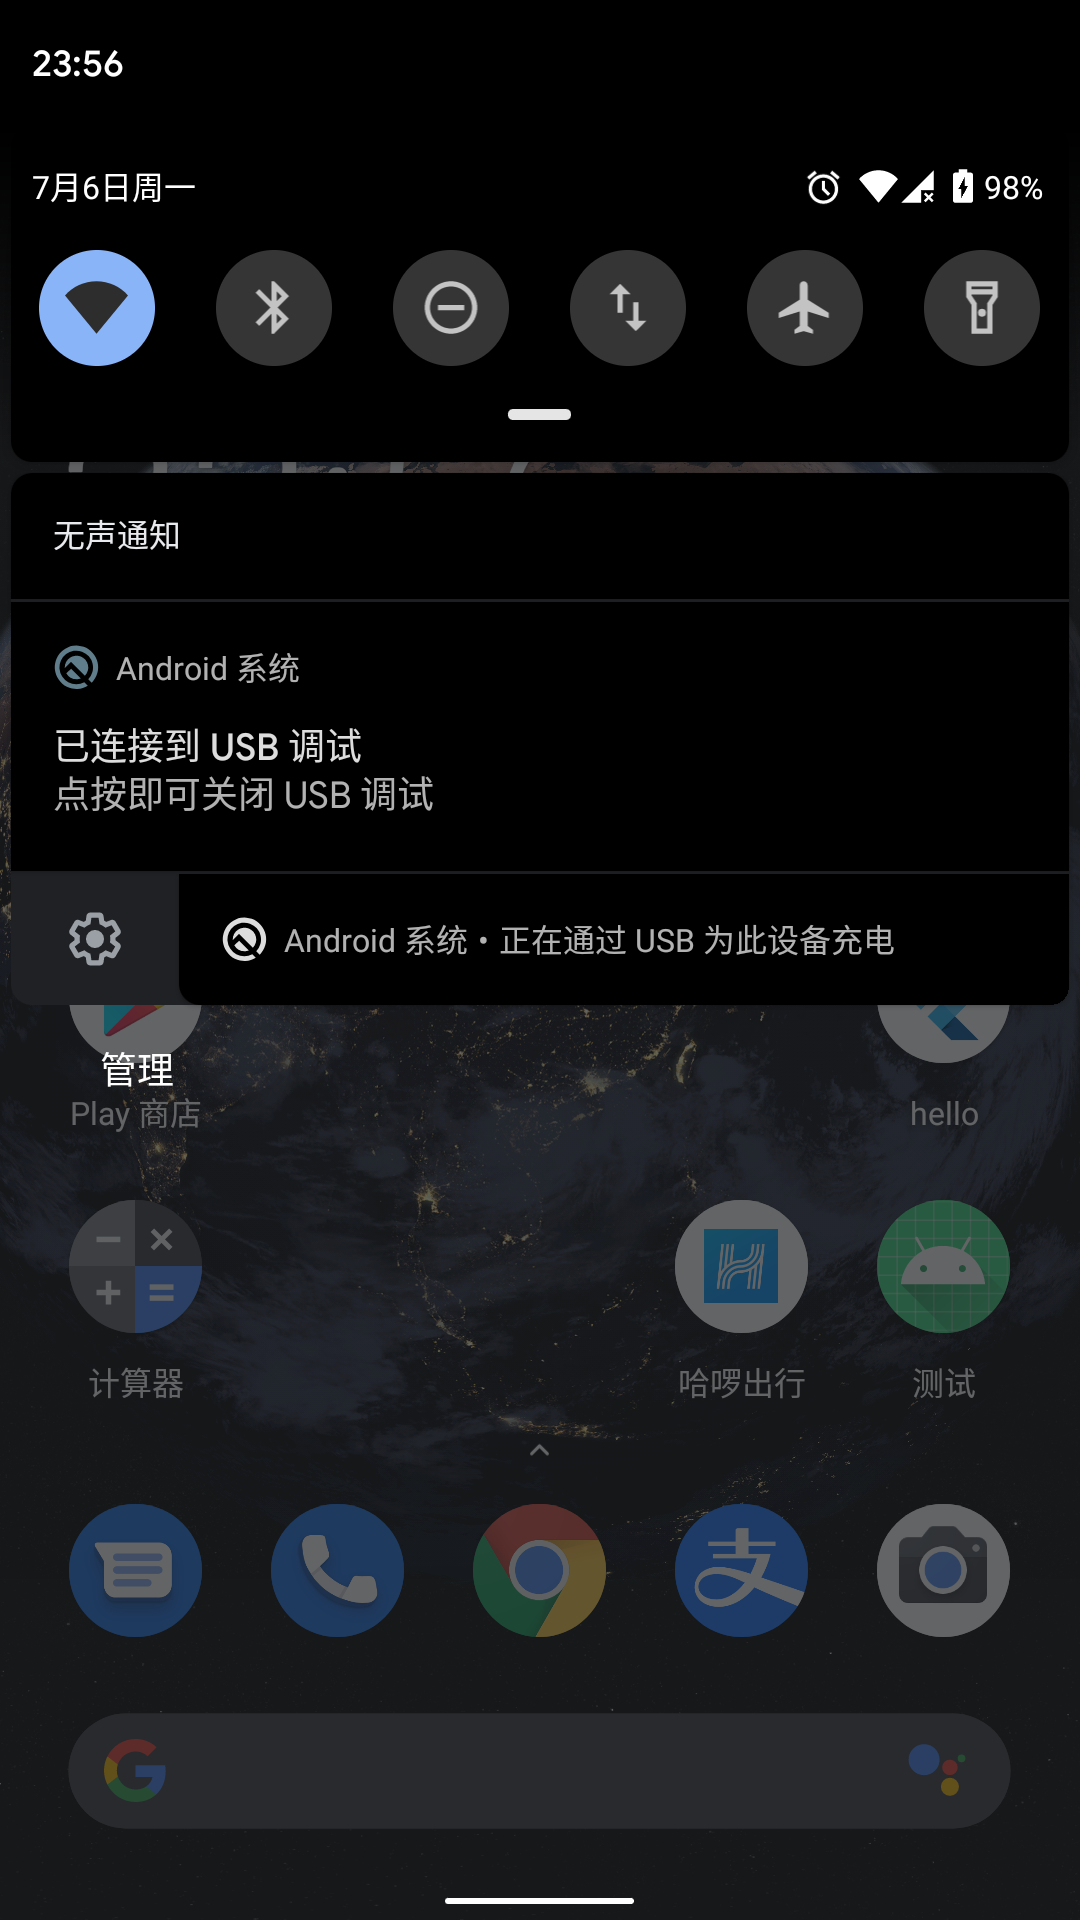 23:56
7月6日周一
98%
无声通知
Android 系统
已连接到 USB 调试
点按即可关闭 USB 调试
Android 系统 • 正在通过 USB 为此设备充电
管理
Play 商店
hello
计算器
哈啰出行
测试